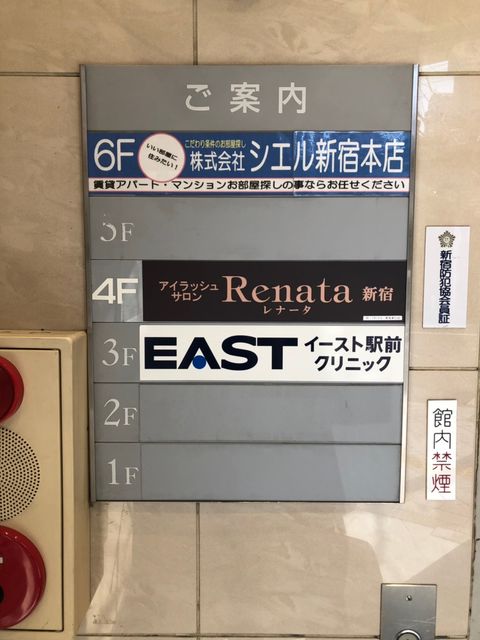 ご案内
6F
いい部屋に
住みたい!
こだわり条件のお部屋探し
株式会社 シエル新宿本店
賃貸アパート・マンションお部屋探しの事ならお任せください
5F
4F
アイラッシュ
サロン
Renata 新宿
レナータ
3F
EAST イースト駅前
クリニック
2F
1F
新宿防犯協会員証
館内禁煙